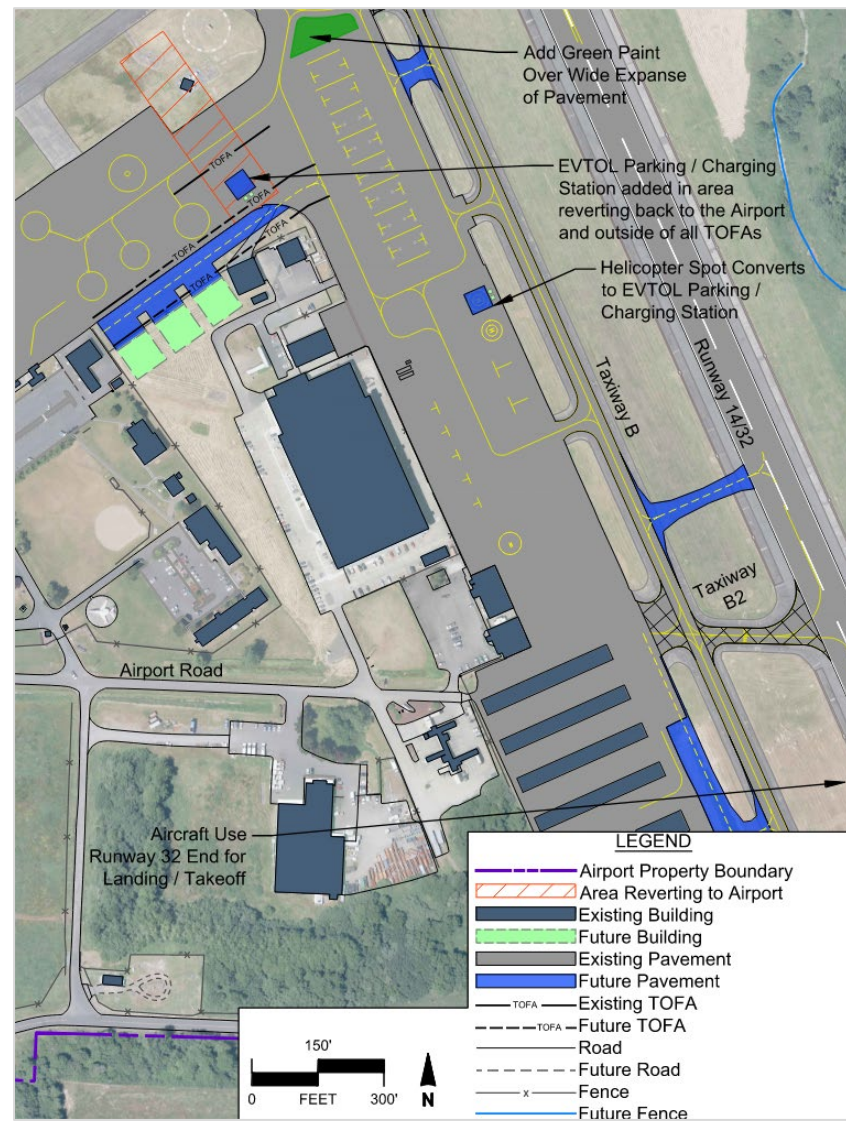 Add Green Paint
Over Wide Expanse
of Pavement
TOFA
EVTOL Parking / Charging
Station added in area
reverting back to the Airport
and outside of all TOFAs
TOFA
TOFA
TOFA
TOFA
Helicopter Spot Converts
to EVTOL Parking /
Charging Station
Taxiway B
Runway 14/32
Taxiway
B2
Airport Road
Aircraft Use
Runway 32 End for
Landing / Takeoff
LEGEND
Airport Property Boundary
Area Reverting to Airport
Existing Building
Future Building
Existing Pavement
Future Pavement
TOFA Existing TOFA
TOFA Future TOFA
Road
Future Road
x Fence
Future Fence
150'
0 FEET 300'
N